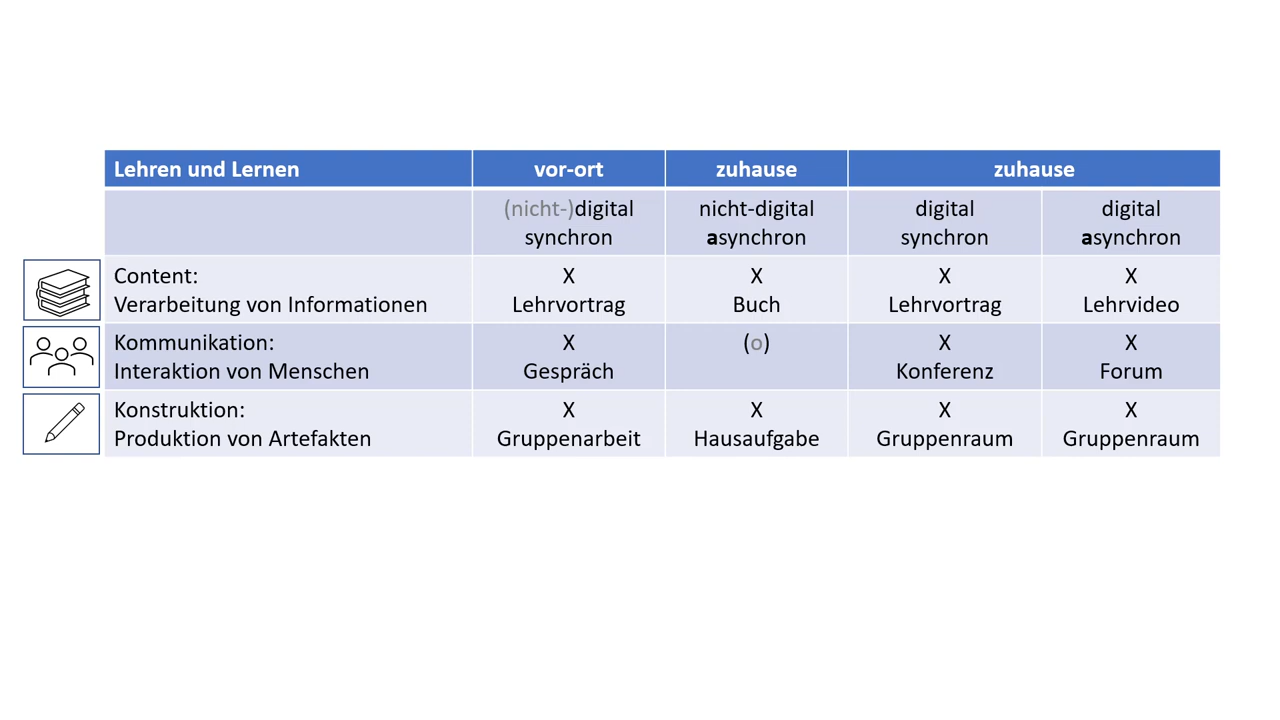 Lehren und Lernen vor-ort zuhause zuhause
(nicht-)digital nicht-digital digital digital
synchron asynchron synchron asynchron
Content: X X X X
Verarbeitung von Informationen Lehrvortrag Buch Lehrvortrag Lehrvideo
Kommunikation: X (o) X X
Interaktion von Menschen Gespräch Konferenz Forum
Konstruktion: X X X X
Produktion von Artefakten Gruppenarbeit Hausaufgabe Gruppenraum Gruppenraum